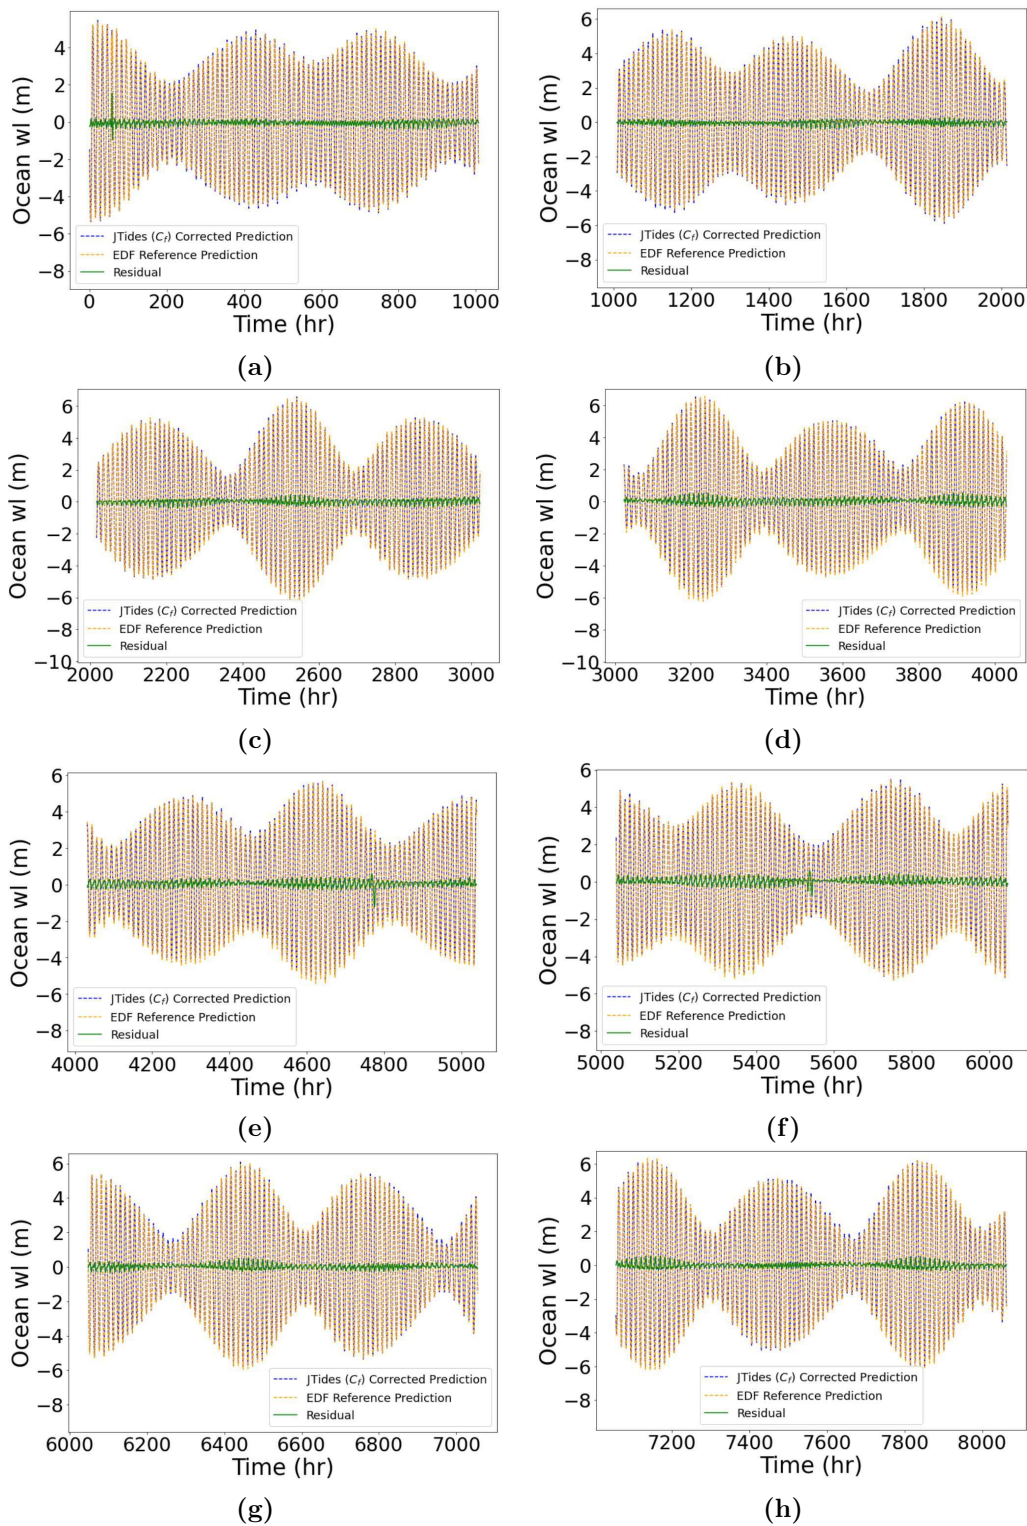 4
2
0
−2
−4
−6
−8
Ocean wl (m)
JTides (C_f) Corrected Prediction
EDF Reference Prediction
Residual
0 200 400 600 800 1000
Time (hr)
(a)
6
4
2
0
−2
−4
−6
−8
Ocean wl (m)
JTides (C_f) Corrected Prediction
EDF Reference Prediction
Residual
1000 1200 1400 1600 1800 2000
Time (hr)
(b)
6
4
2
0
−2
−4
−6
−8
−10
Ocean wl (m)
JTides (C_f) Corrected Prediction
EDF Reference Prediction
Residual
2000 2200 2400 2600 2800 3000
Time (hr)
(c)
6
4
2
0
−2
−4
−6
−8
−10
Ocean wl (m)
JTides (C_f) Corrected Prediction
EDF Reference Prediction
Residual
3000 3200 3400 3600 3800 4000
Time (hr)
(d)
6
4
2
0
−2
−4
−6
−8
Ocean wl (m)
JTides (C_f) Corrected Prediction
EDF Reference Prediction
Residual
4000 4200 4400 4600 4800 5000
Time (hr)
(e)
6
4
2
0
−2
−4
−6
−8
Ocean wl (m)
JTides (C_f) Corrected Prediction
EDF Reference Prediction
Residual
5000 5200 5400 5600 5800 6000
Time (hr)
(f)
6
4
2
0
−2
−4
−6
−8
Ocean wl (m)
JTides (C_f) Corrected Prediction
EDF Reference Prediction
Residual
6000 6200 6400 6600 6800 7000
Time (hr)
(g)
6
4
2
0
−2
−4
−6
−8
Ocean wl (m)
JTides (C_f) Corrected Prediction
EDF Reference Prediction
Residual
7200 7400 7600 7800 8000
Time (hr)
(h)